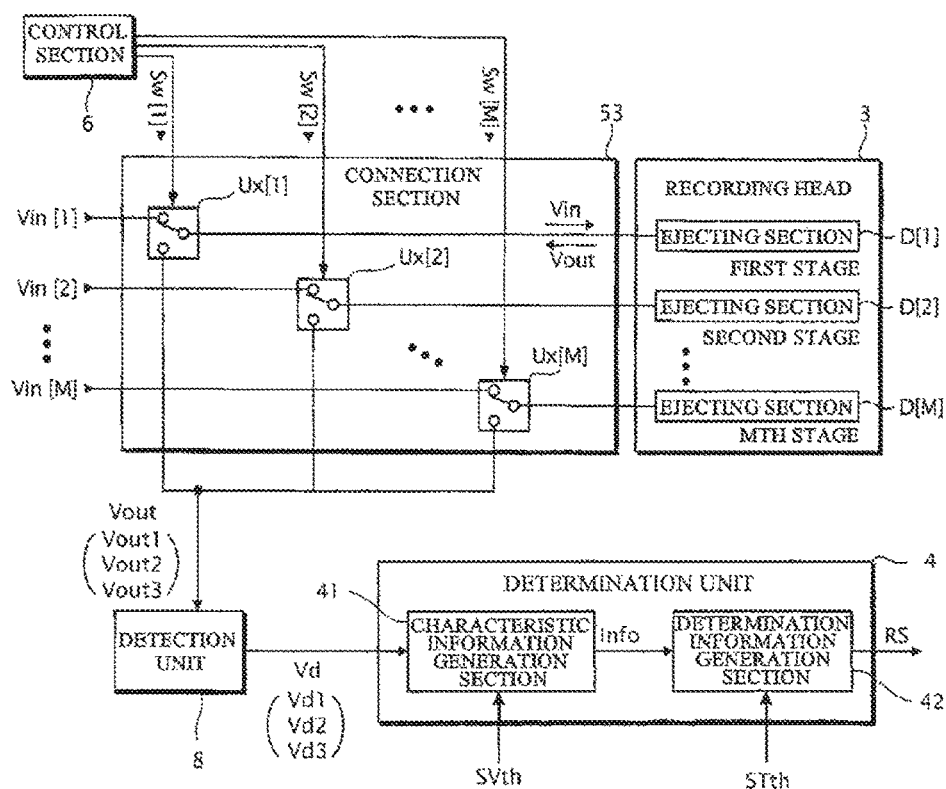 CONTROL
SECTION
6
Sw [1]
Sw [2]
Sw [M]
53
3
CONNECTION
SECTION
RECORDING HEAD
Ux[1]
Vin [1]
Vin
Vout
EJECTING SECTION
D[1]
FIRST STAGE
Ux[2]
Vin [2]
EJECTING SECTION
D[2]
SECOND STAGE
Ux[M]
Vin [M]
EJECTING SECTION
D[M]
MTH STAGE
Vout
Vout1
Vout2
Vout3
4
DETERMINATION UNIT
41
DETECTION
UNIT
8
Vd
Vd1
Vd2
Vd3
CHARACTERISTIC
INFORMATION
GENERATION
SECTION
Info
DETERMINATION
INFORMATION
GENERATION
SECTION
RS
42
SVth
STth